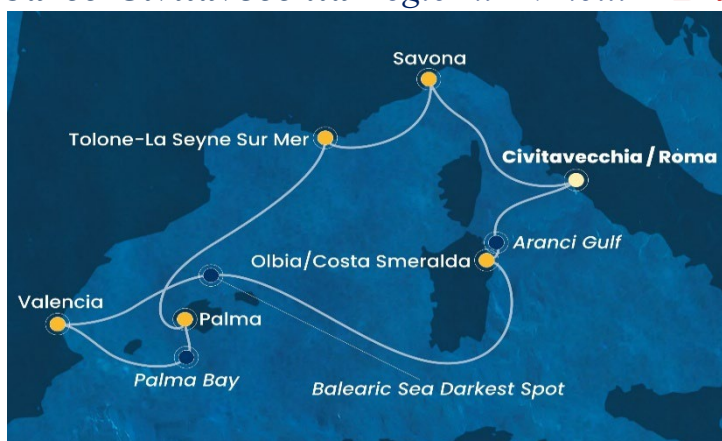 Savona
Tolone-La Seyne Sur Mer
Civitavecchia / Roma
Aranci Gulf
Olbia/Costa Smeralda
Valencia
Palma
Palma Bay
Balearic Sea Darkest Spot